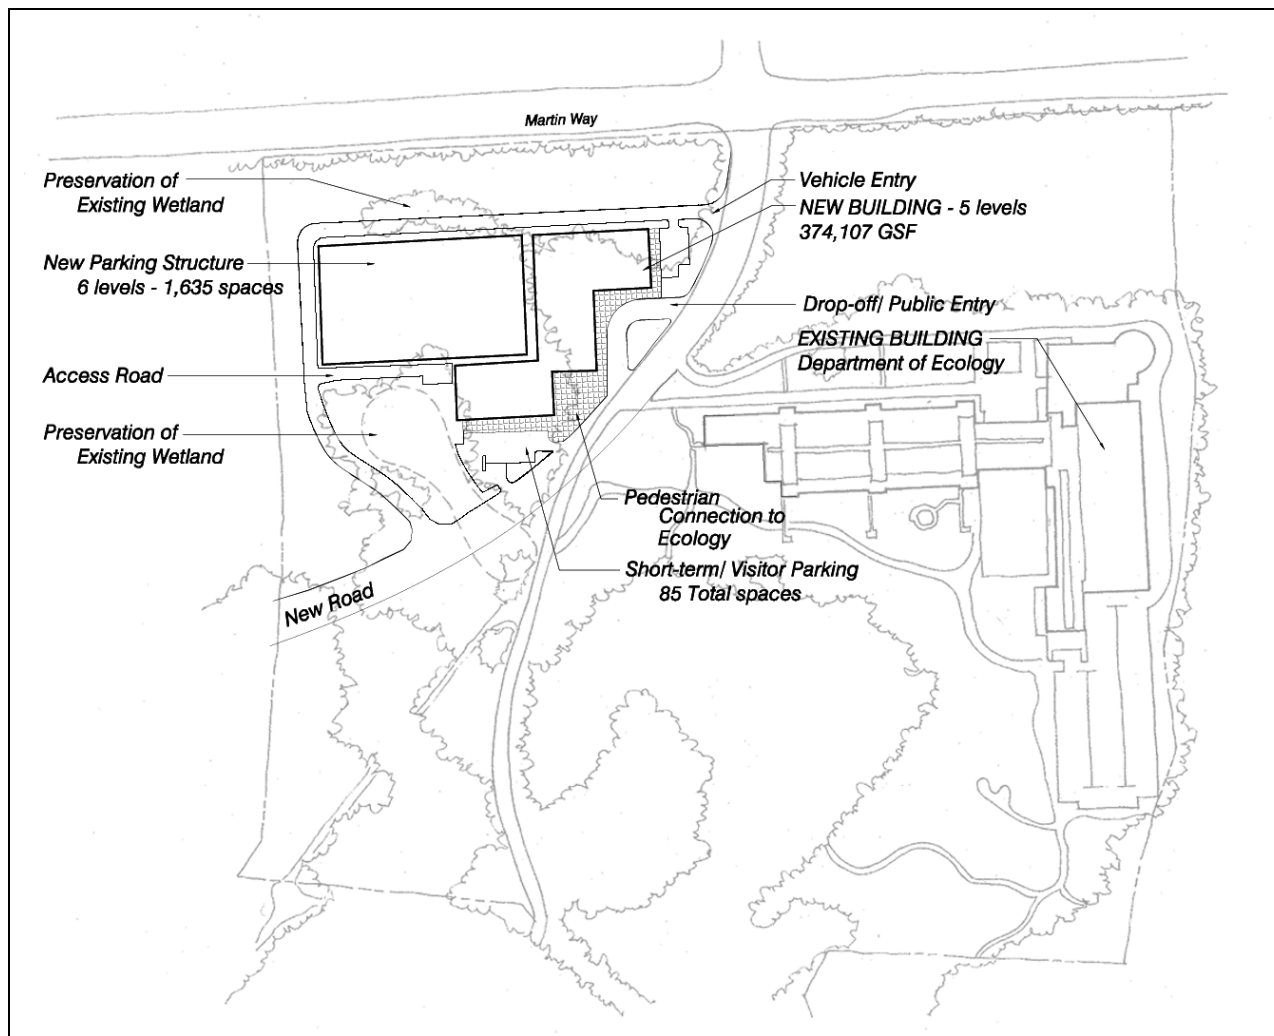 Martin Way
Preservation of
Existing Wetland
Vehicle Entry
NEW BUILDING - 5 levels
374,107 GSF
New Parking Structure
6 levels - 1,635 spaces
Drop-off/ Public Entry
EXISTING BUILDING
Department of Ecology
Access Road
Preservation of
Existing Wetland
Pedestrian
Connection to
Ecology
Short-term/ Visitor Parking
85 Total spaces
New Road